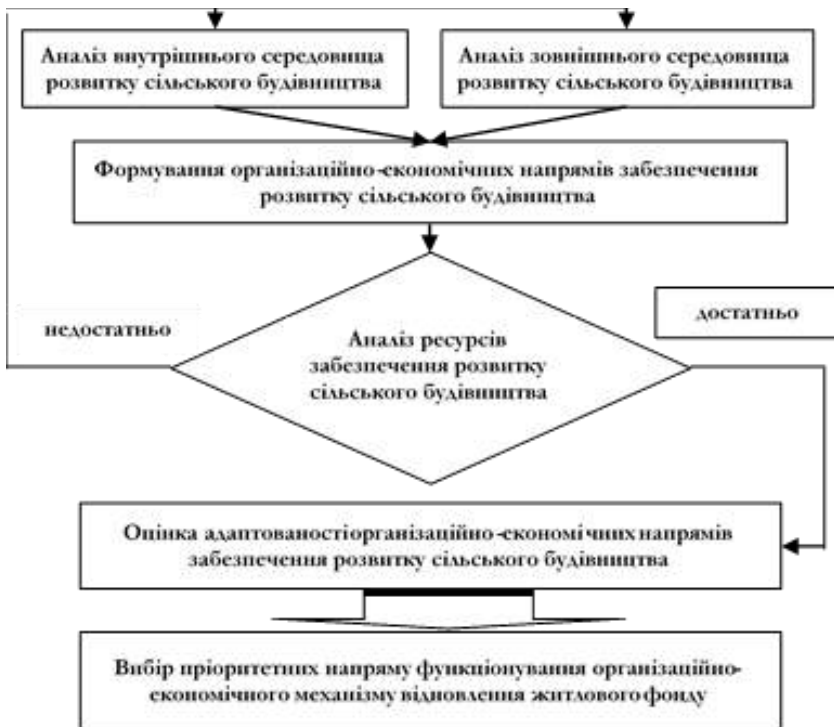 Аналіз внутрішнього середовища
розвитку сільського будівництва
Аналіз зовнішнього середовища
розвитку сільського будівництва
Формування організаційно-економічних напрямів забезпечення
розвитку сільського будівництва
недостатньо
достатньо
Аналіз ресурсів
забезпечення розвитку
сільського будівництва
Оцінка адаптованості організаційно-економічних напрямів
забезпечення розвитку сільського будівництва
Вибір пріоритетних напряму функціонування організаційно-
економічного механізму відновлення житлового фонду